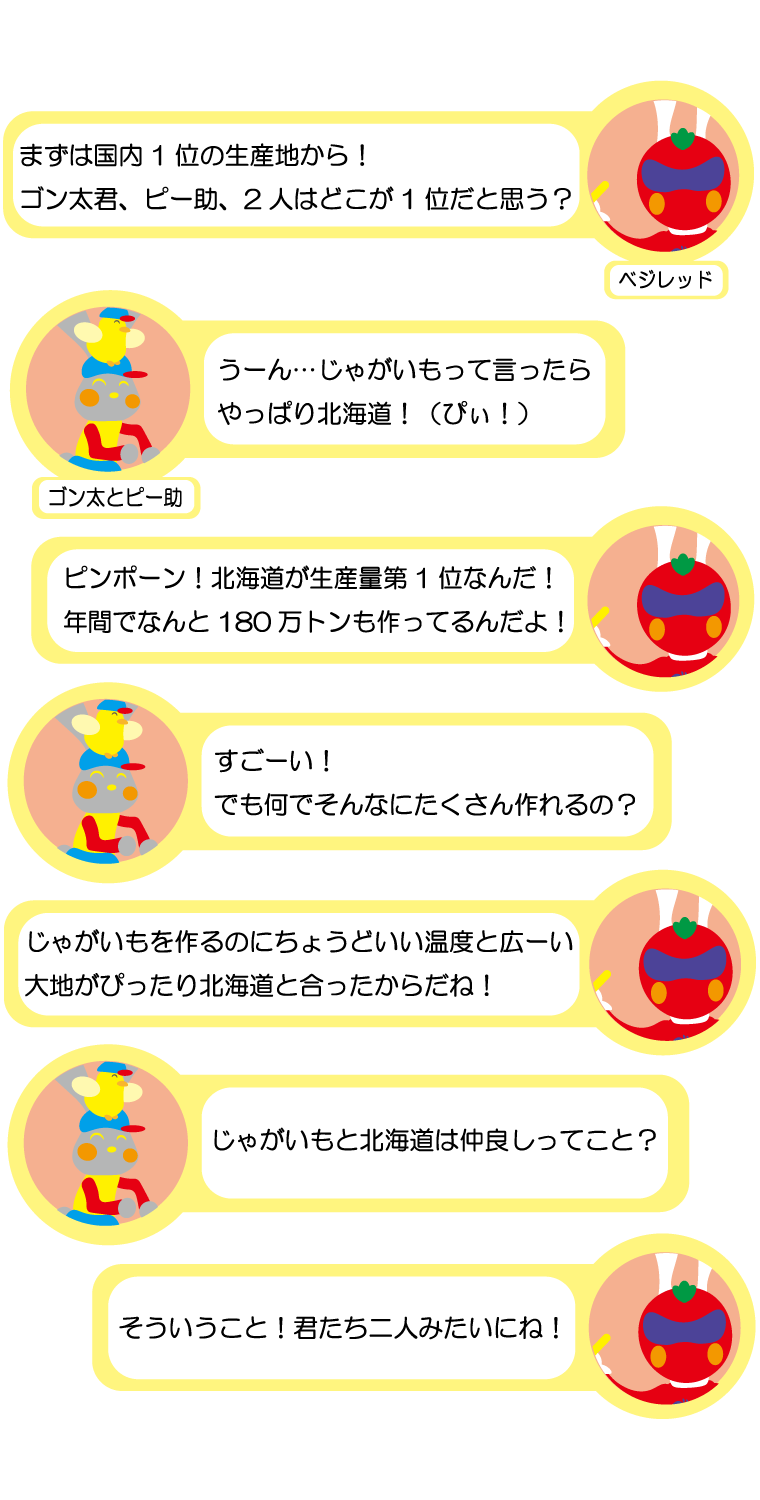 まずは国内1位の生産地から！
ゴン太君、ピー助、2人はどこが1位だと思う？
ベジレッド
うーん…じゃがいもって言ったら
やっぱり北海道！（ぴぃ！）
ゴン太とピー助
ピンポーン！北海道が生産量第1位なんだ！
年間でなんと180万トンも作ってるんだよ！
すごーい！
でも何でそんなにたくさん作れるの？
じゃがいもを作るのにちょうどいい温度と広ーい
大地がぴったり北海道と合ったからだね！
じゃがいもと北海道は仲良しってこと？
そういうこと！君たち二人みたいにね！